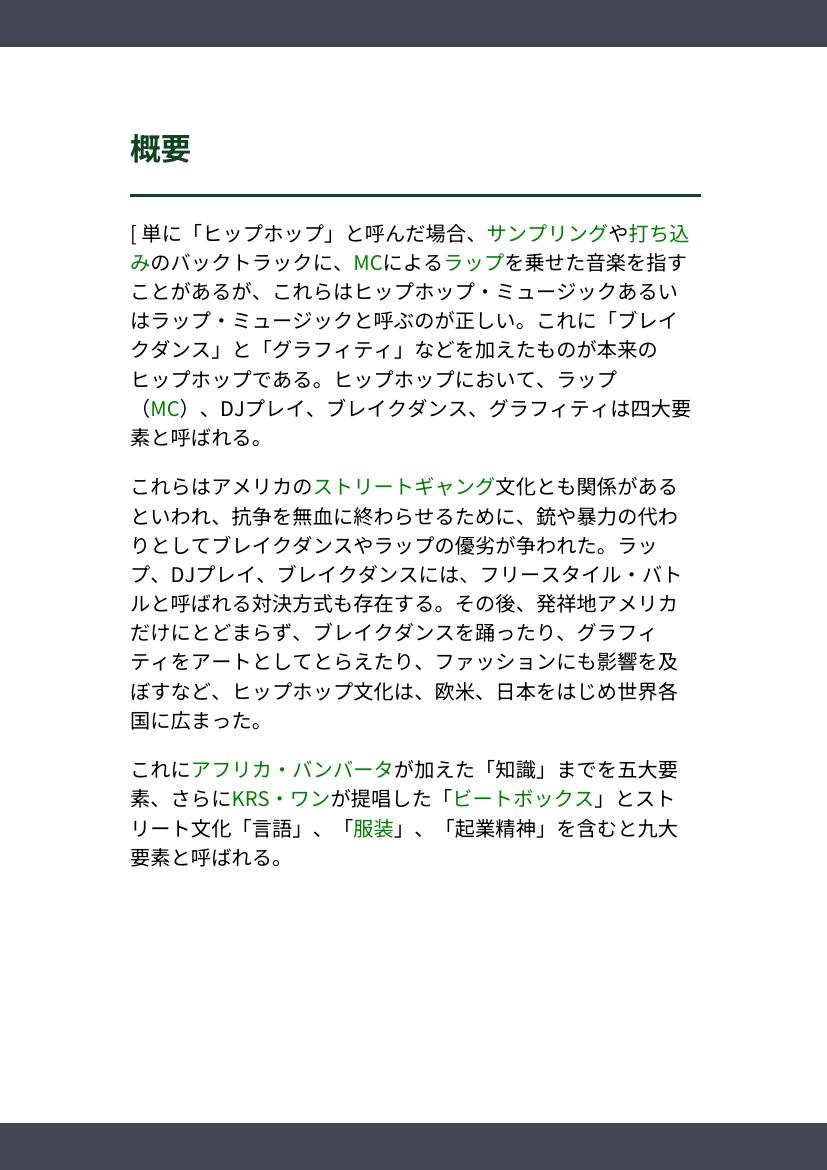 概要
[ 単に「ヒップホップ」と呼んだ場合、サンプリングや打ち込
みのバックトラックに、MCによるラップを乗せた音楽を指す
ことがあるが、これらはヒップホップ・ミュージックあるい
はラップ・ミュージックと呼ぶのが正しい。これに「ブレイ
クダンス」と「グラフィティ」などを加えたものが本来の
ヒップホップである。ヒップホップにおいて、ラップ
（MC）、DJプレイ、ブレイクダンス、グラフィティは四大要
素と呼ばれる。
これらはアメリカのストリートギャング文化とも関係がある
といわれ、抗争を無血に終わらせるために、銃や暴力の代わ
りとしてブレイクダンスやラップの優劣が争われた。ラッ
プ、DJプレイ、ブレイクダンスには、フリースタイル・バト
ルと呼ばれる対決方式も存在する。その後、発祥地アメリカ
だけにとどまらず、ブレイクダンスを踊ったり、グラフィ
ティをアートとしてとらえたり、ファッションにも影響を及
ぼすなど、ヒップホップ文化は、欧米、日本をはじめ世界各
国に広まった。
これにアフリカ・バンバータが加えた「知識」までを五大要
素、さらにKRS・ワンが提唱した「ビートボックス」とスト
リート文化「言語」、「服装」、「起業精神」を含むと九大
要素と呼ばれる。